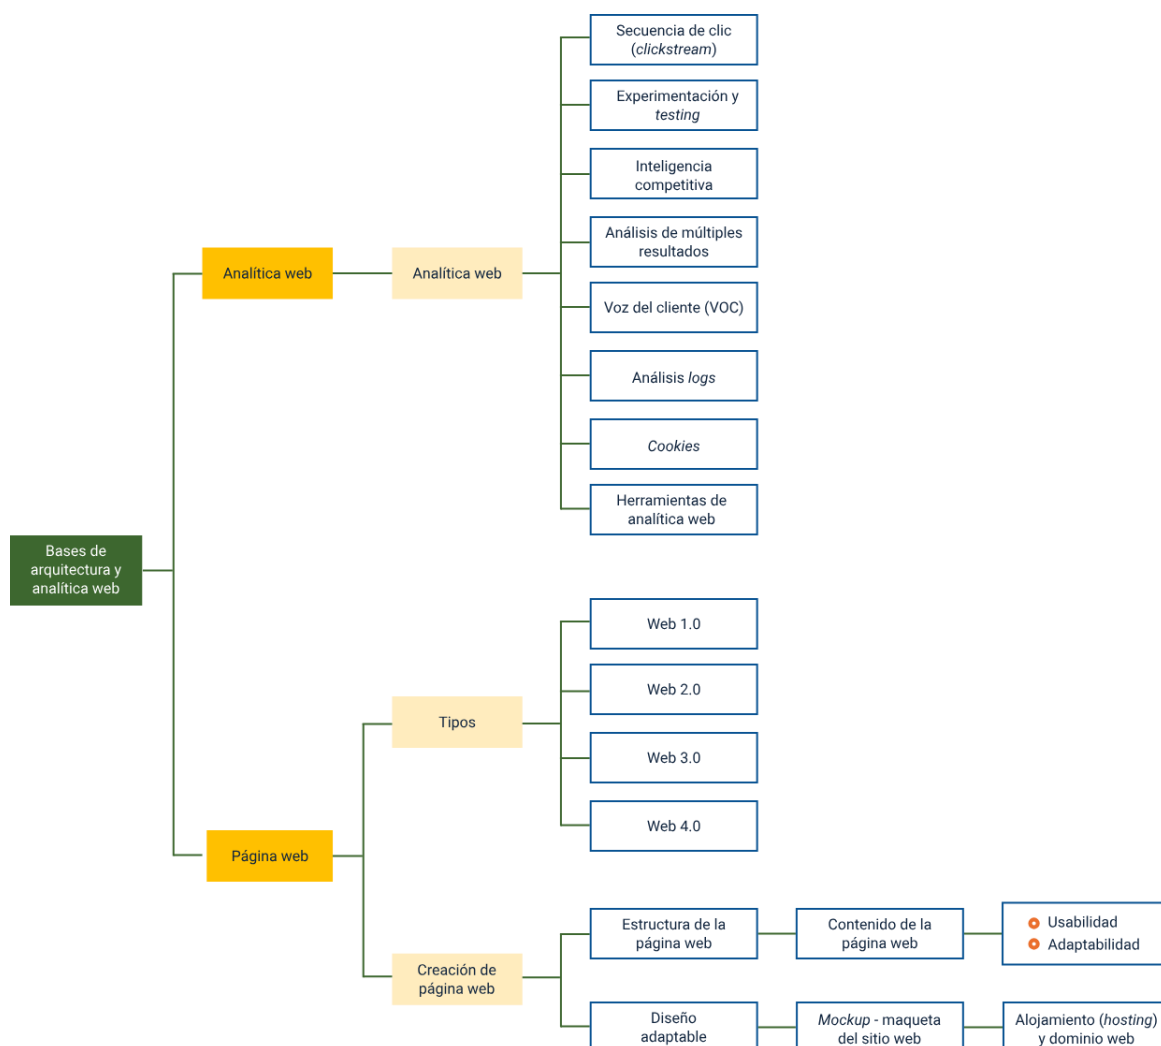 Secuencia de clic
(clickstream)
Experimentación y
testing
Inteligencia
competitiva
Análisis de múltiples
resultados
Analítica web
Analítica web
Voz del cliente (VOC)
Análisis logs
Cookies
Herramientas de
analítica web
Bases de
arquitectura y
analítica web
Web 1.0
Web 2.0
Tipos
Web 3.0
Web 4.0
Página web
Estructura de la
página web
Contenido de la
página web
Usabilidad
Adaptabilidad
Creación de
página web
Diseño
adaptable
Mockup - maqueta
del sitio web
Alojamiento (hosting)
y dominio web